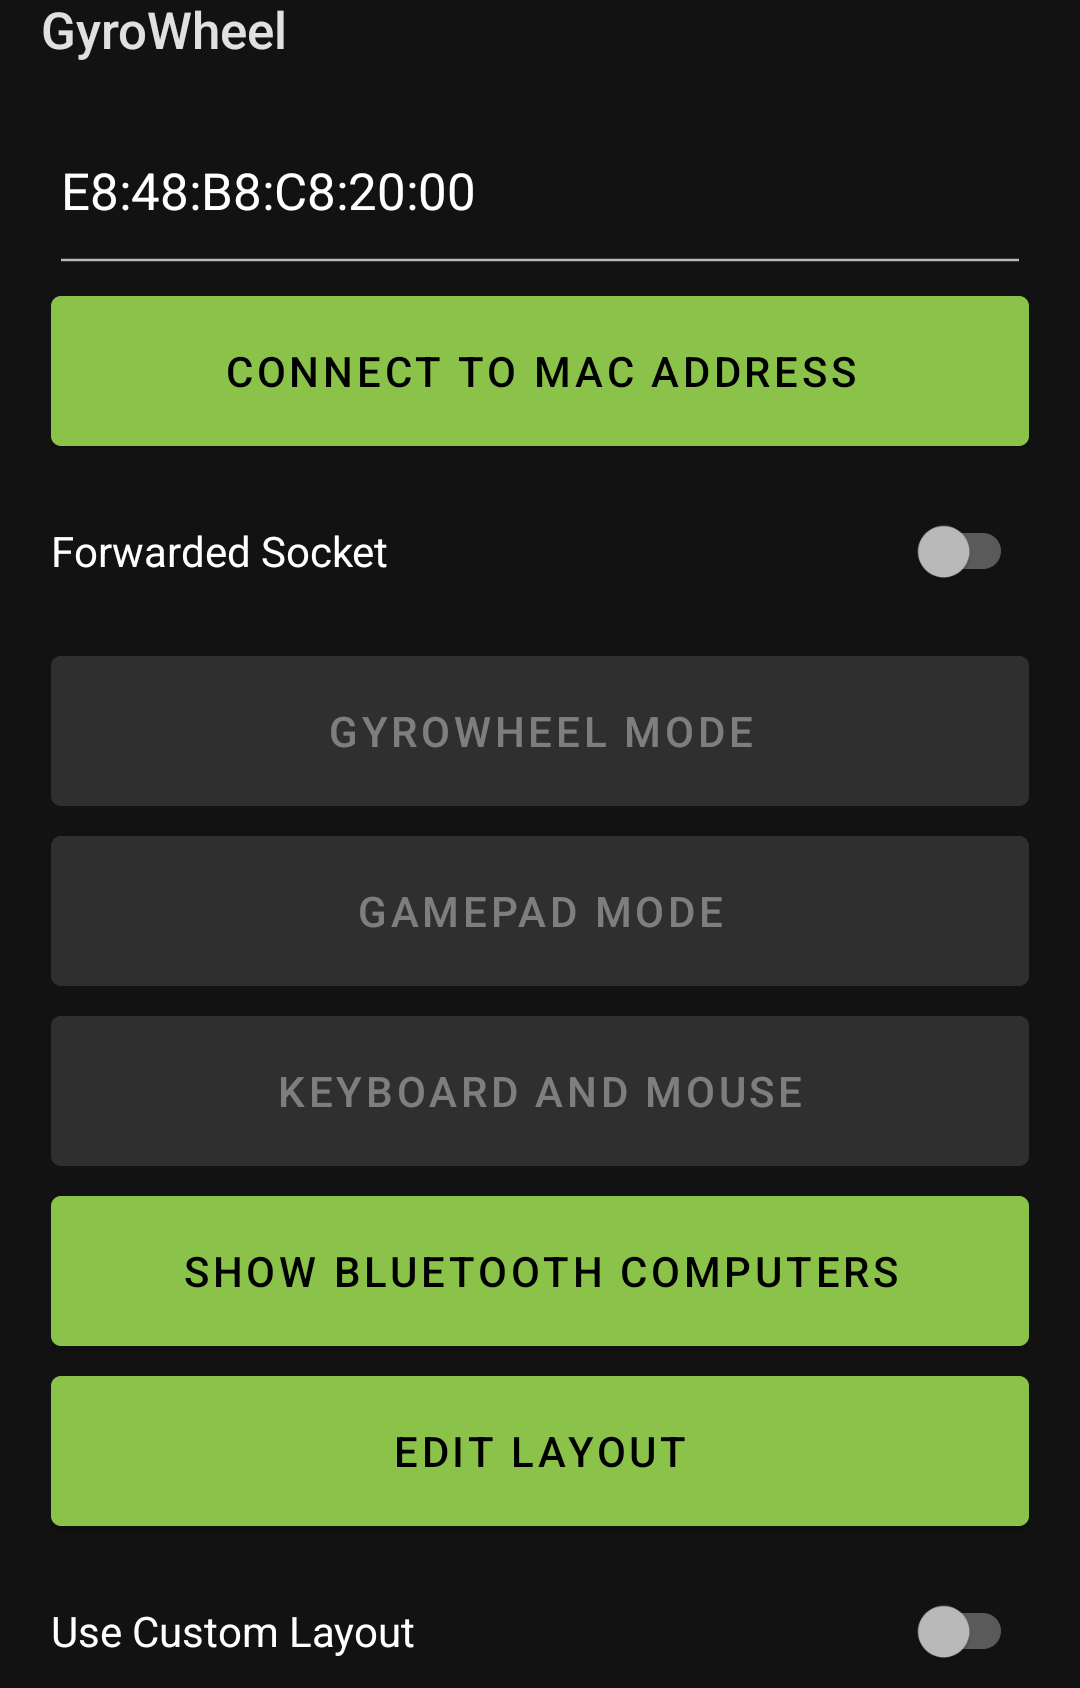 GyroWheel
E8:48:B8:C8:20:00
CONNECT TO MAC ADDRESS
Forwarded Socket
GYROWHEEL MODE
GAMEPAD MODE
KEYBOARD AND MOUSE
SHOW BLUETOOTH COMPUTERS
EDIT LAYOUT
Use Custom Layout